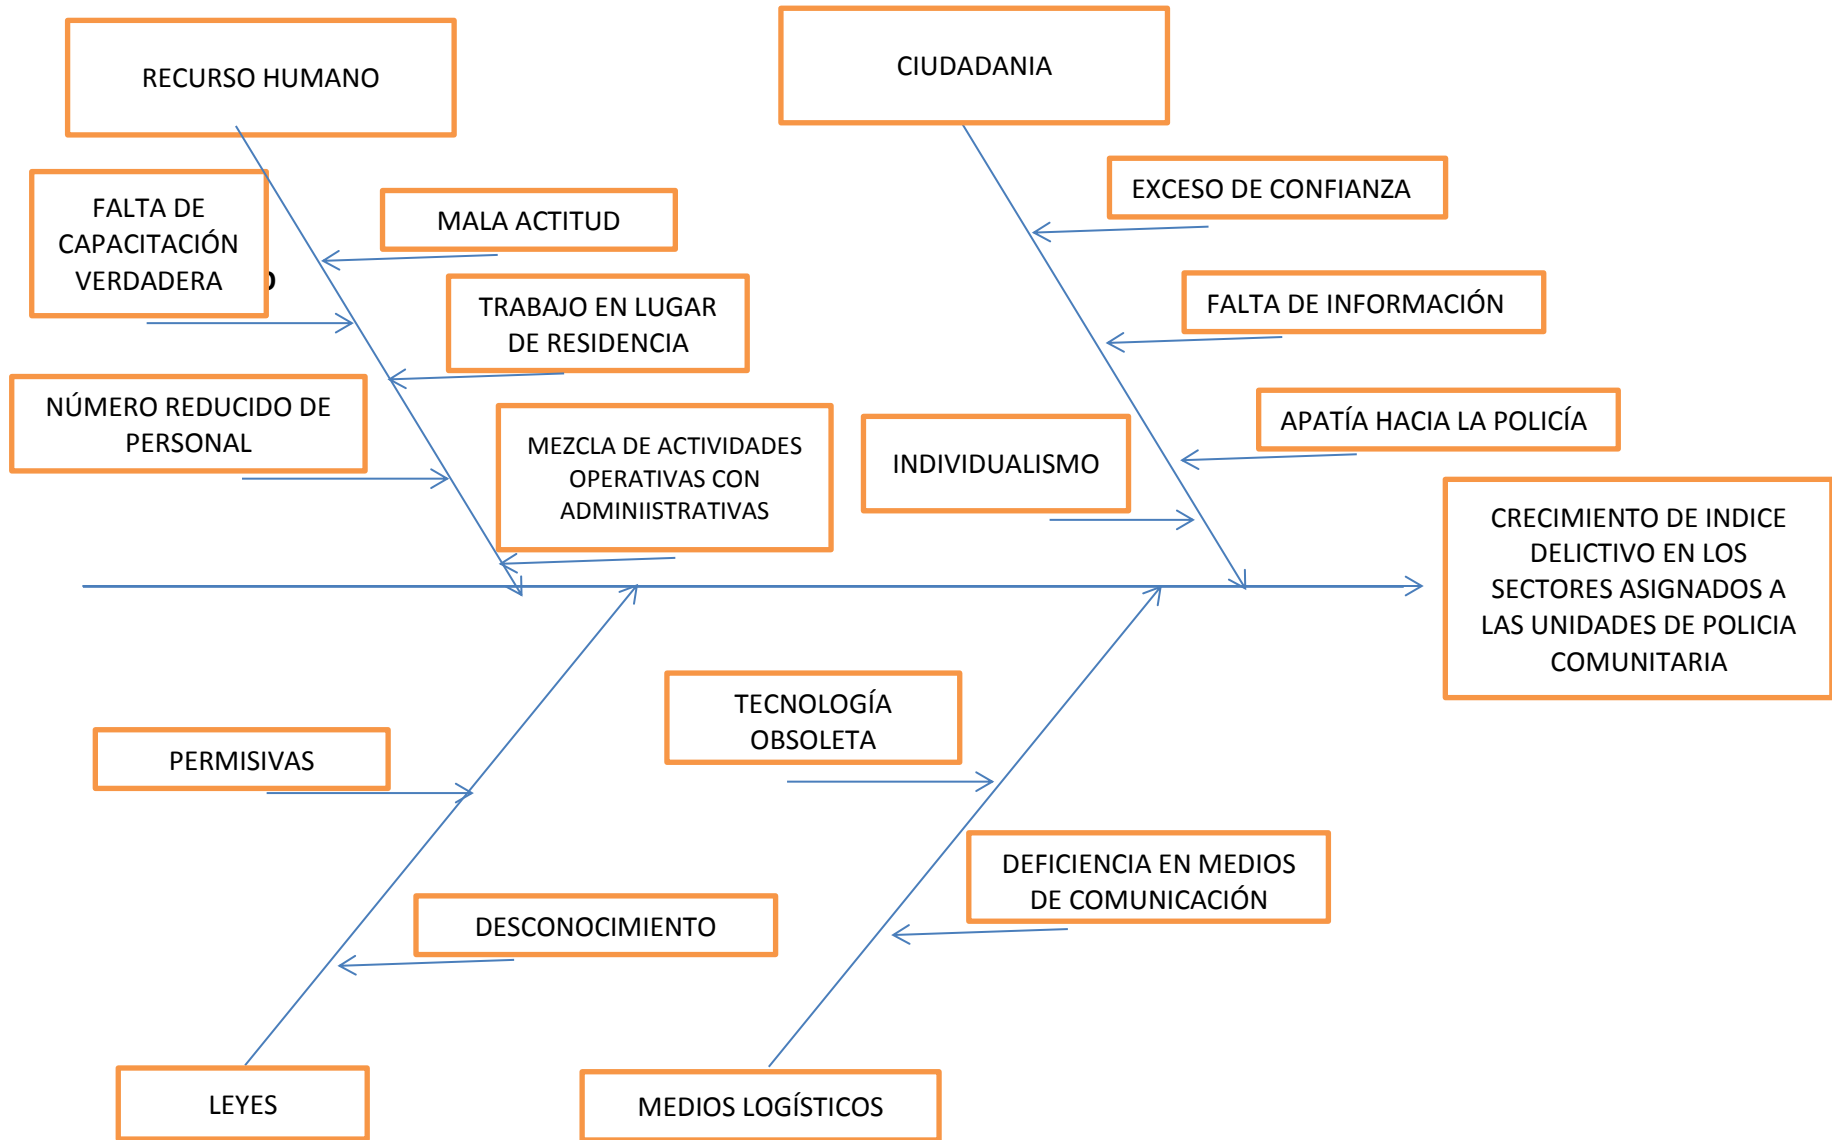 RECURSO HUMANO
CIUDADANIA
FALTA DE
CAPACITACIÓN
VERDADERA
MALA ACTITUD
EXCESO DE CONFIANZA
TRABAJO EN LUGAR
DE RESIDENCIA
FALTA DE INFORMACIÓN
NÚMERO REDUCIDO DE
PERSONAL
MEZCLA DE ACTIVIDADES
OPERATIVAS CON
ADMINIISTRATIVAS
INDIVIDUALISMO
APATÍA HACIA LA POLICÍA
CRECIMIENTO DE INDICE
DELICTIVO EN LOS
SECTORES ASIGNADOS A
LAS UNIDADES DE POLICIA
COMUNITARIA
PERMISIVAS
TECNOLOGÍA
OBSOLETA
DESCONOCIMIENTO
DEFICIENCIA EN MEDIOS
DE COMUNICACIÓN
LEYES
MEDIOS LOGÍSTICOS